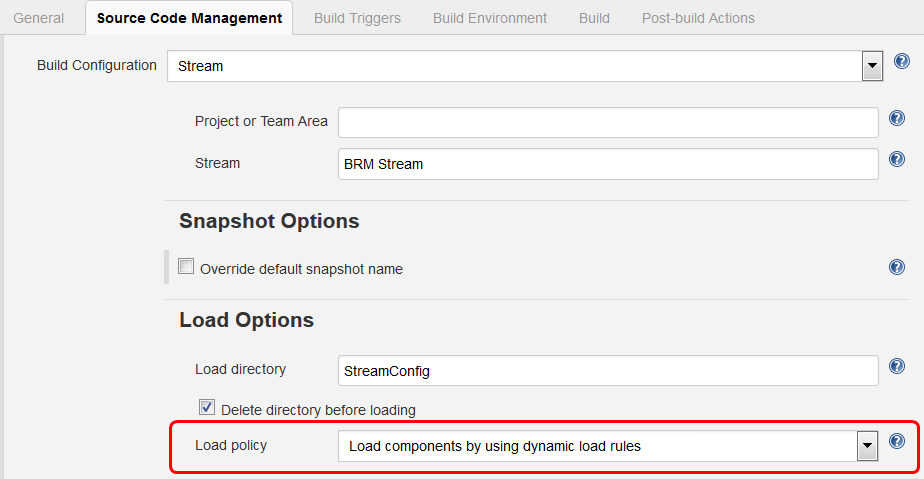 General Source Code Management Build Triggers Build Environment Build Post-build Actions
Build Configuration Stream
Project or Team Area
Stream BRM Stream
Snapshot Options
Override default snapshot name
Load Options
Load directory StreamConfig
Delete directory before loading
Load policy Load components by using dynamic load rules